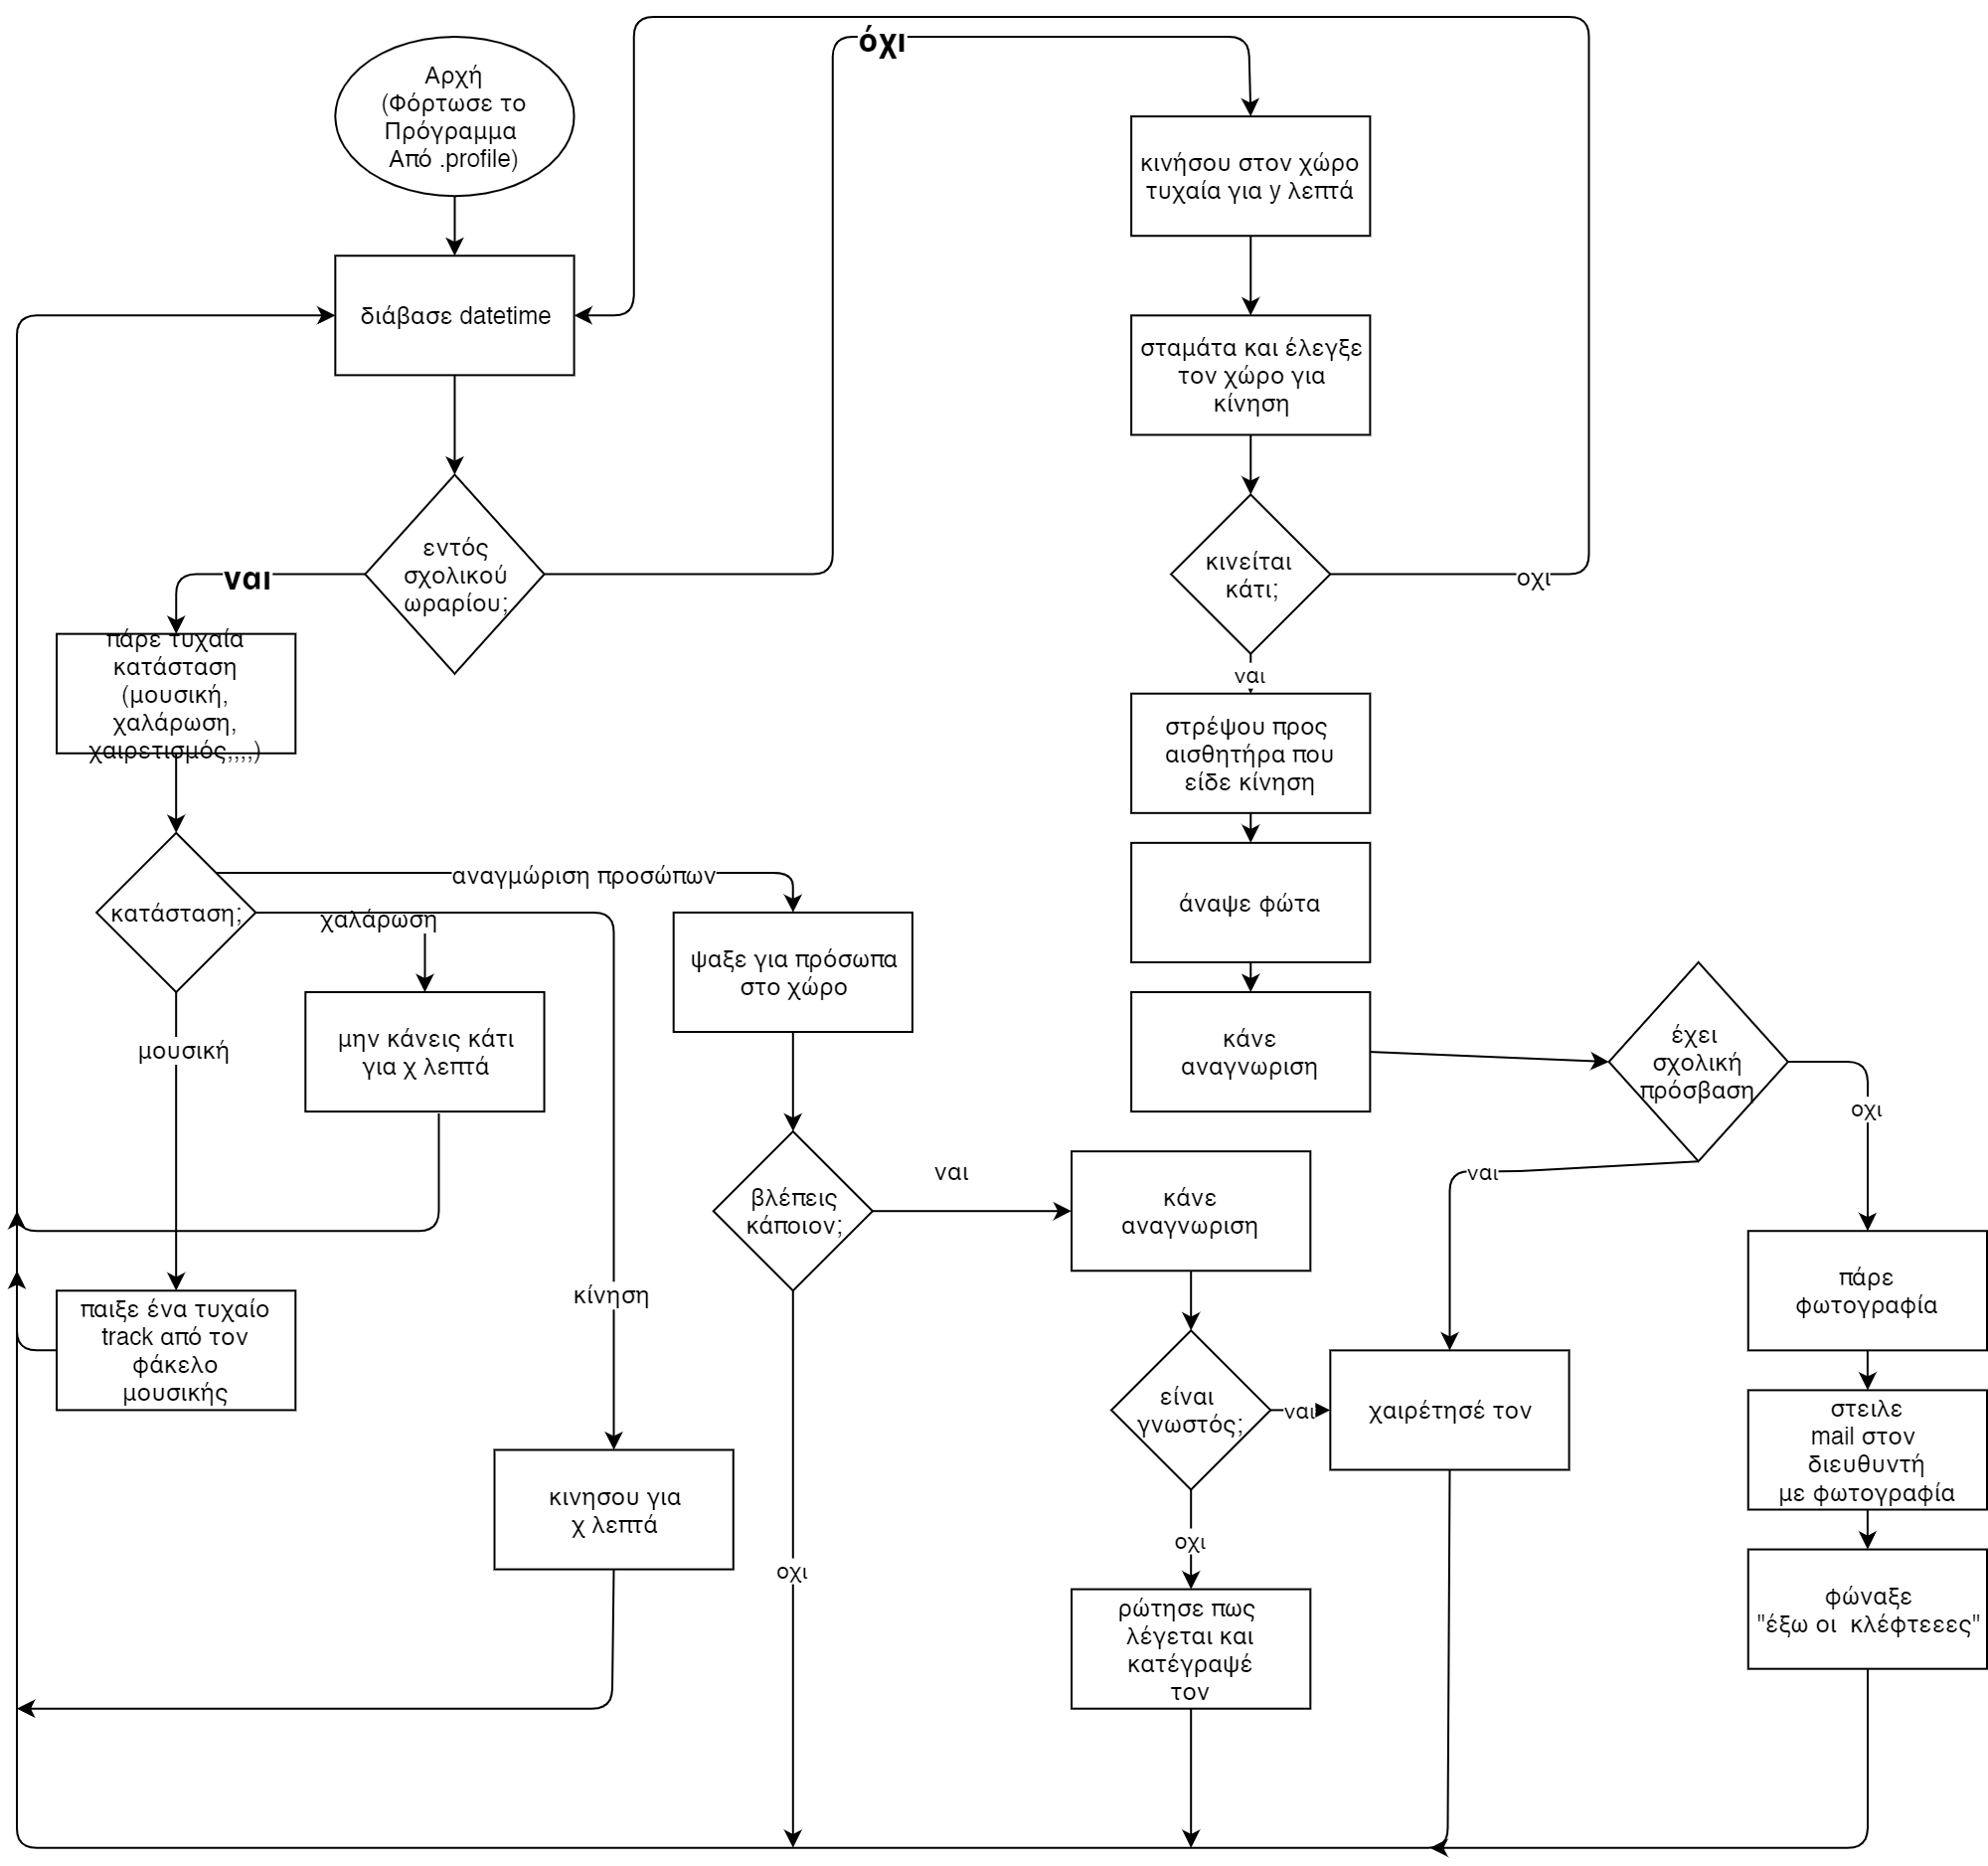 Αρχή
(Φόρτωσε το
Πρόγραμμα
Από .profile)
διάβασε datetime
εντός
σχολικού
ωραρίου;
ναι
όχι
πάρε τυχαία
κατάσταση
(μουσική,
χαλάρωση,
χαιρετισμός,,,,)
κατάσταση;
αναγμώριση προσώπων
χαλάρωση
μουσική
κίνηση
μην κάνεις κάτι
για χ λεπτά
παιξε ένα τυχαίο
track από τον
φάκελο
μουσικής
κινησου για
χ λεπτά
ψαξε για πρόσωπα
στο χώρο
βλέπεις
κάποιον;
ναι
οχι
κάνε
αναγνωριση
είναι
γνωστός;
ναι
οχι
ρώτησε πως
λέγεται και
κατέγραψέ
τον
χαιρέτησέ τον
κινήσου στον χώρο
τυχαία για y λεπτά
σταμάτα και έλεγξε
τον χώρο για
κίνηση
κινείται
κάτι;
οχι
ναι
στρέψου προς
αισθητήρα που
είδε κίνηση
άναψε φώτα
κάνε
αναγνωριση
έχει
σχολική
πρόσβαση
ναι
οχι
πάρε
φωτογραφία
στειλε
mail στον
διευθυντή
με φωτογραφία
φώναξε
"έξω οι  κλέφτεεες"